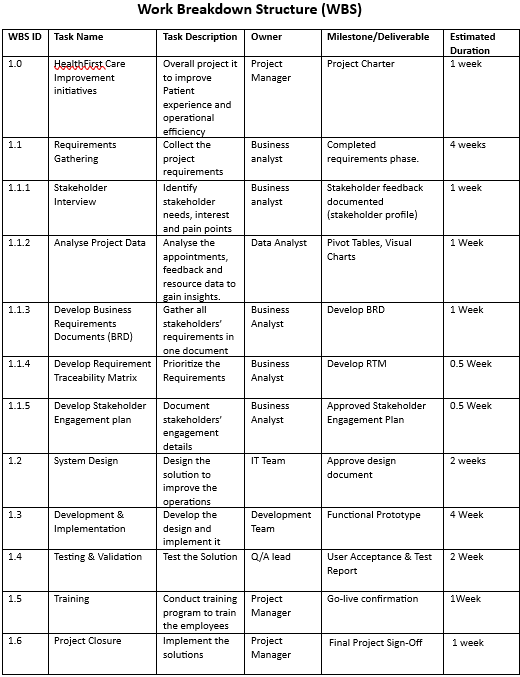 Work Breakdown Structure (WBS)
WBS ID Task Name Task Description Owner Milestone/Deliverable Estimated
Duration
1.0 HealthFirst Care Overall project it Project Project Charter 1 week
Improvement to improve Manager
initiatives Patient
experience and
operational
efficiency
1.1 Requirements Collect the Business Completed 4 weeks
Gathering project analyst requirements phase.
requirements
1.1.1 Stakeholder Identify Business Stakeholder feedback 1 week
Interview stakeholder analyst documented
needs, interest (stakeholder profile)
and pain points
1.1.2 Analyse Project Data Analyse the Data Analyst Pivot Tables, Visual 1 Week
appointments, Charts
feedback and
resource data to
gain insights.
1.1.3 Develop Business Gather all Business Develop BRD 1 Week
Requirements stakeholders' Analyst
Documents (BRD) requirements in
one document
1.1.4 Develop Requirement Prioritize the Business Develop RTM 0.5 Week
Traceability Matrix Requirements Analyst
1.1.5 Develop Stakeholder Document Business Approved Stakeholder 0.5 Week
Engagement plan stakeholders' Analyst Engagement Plan
engagement
details
1.2 System Design Design the IT Team Approve design 2 weeks
solution to document
improve the
operations
1.3 Development & Develop the Development Functional Prototype 4 Week
Implementation design and Team
implement it
1.4 Testing & Validation Test the Solution Q/A lead User Acceptance & Test 2 Week
Report
1.5 Training Conduct training Project Go-live confirmation 1Week
program to train Manager
the employees
1.6 Project Closure Implement the Project Final Project Sign-Off 1 week
solutions Manager